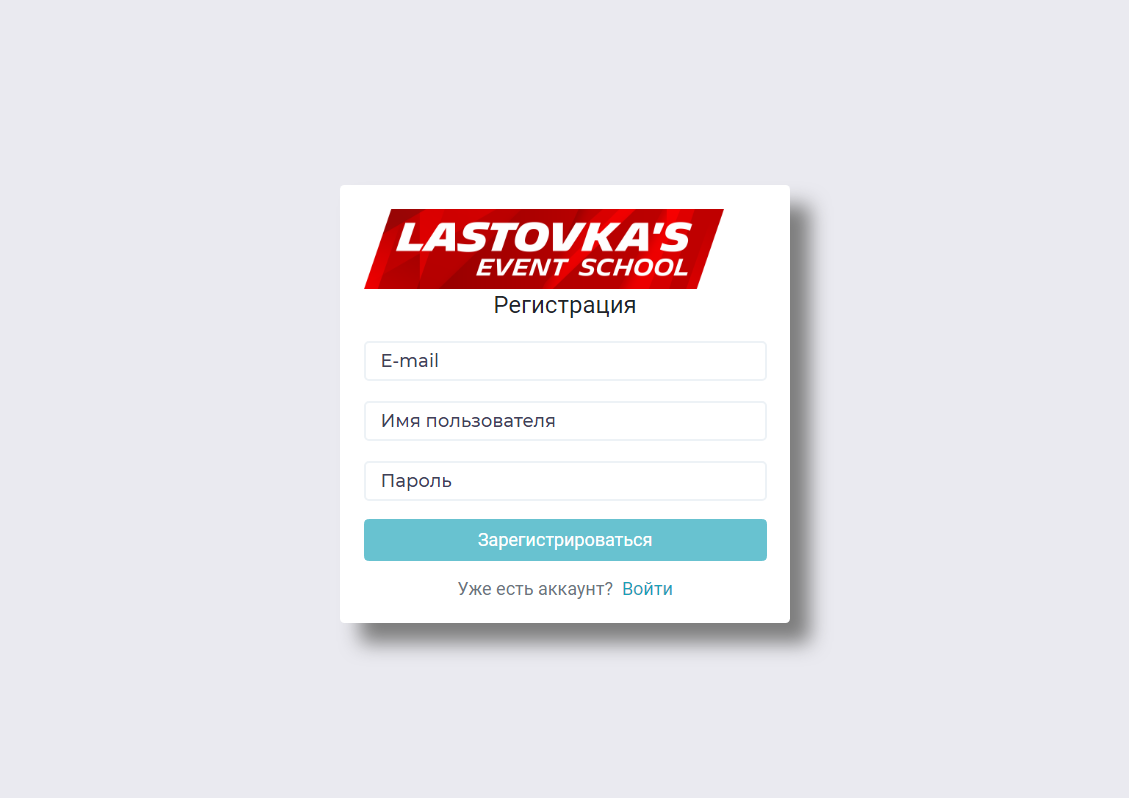 LASTOVKA'S
EVENT SCHOOL
Регистрация
E-mail
Имя пользователя
Пароль
Зарегистрироваться
Уже есть аккаунт? Войти